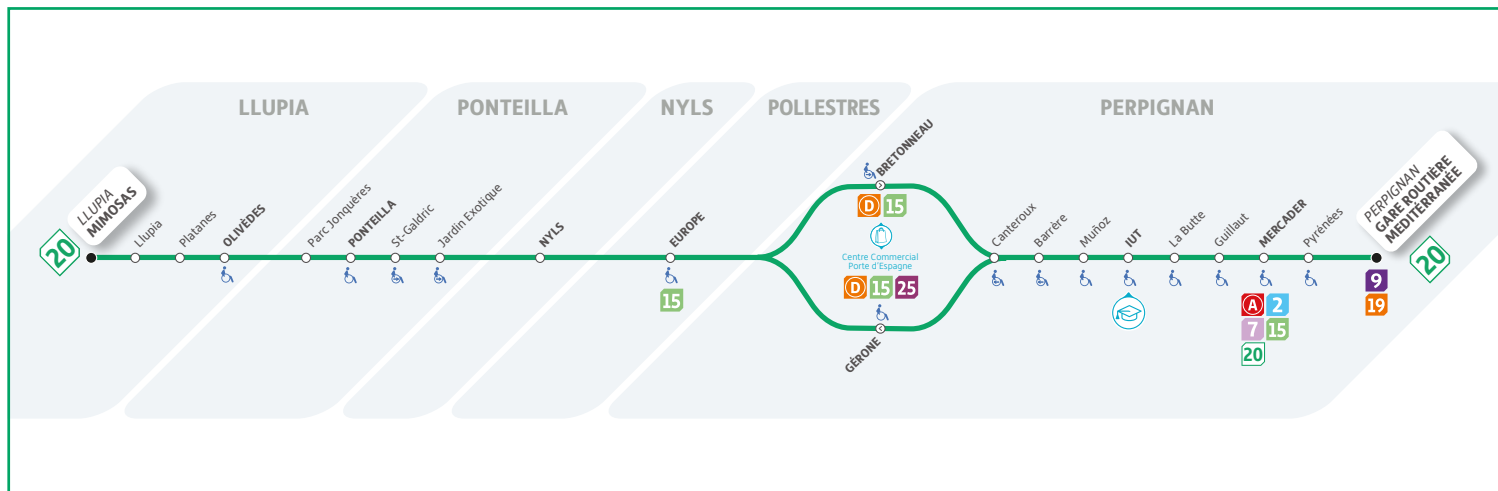 LLUPIA
PONTEILLA
NYLS
POLLESTRES
PERPIGNAN
20
LLUPIA
MIMOSAS
Llupia
Platanes
OLIVÈDES
Parc Jonquères
PONTEILLA
St-Galdric
Jardin Exotique
NYLS
EUROPE
15
BRETONNEAU
D 15
Centre Commercial
Porte d'Espagne
D 15 25
GÉRONE
Canteroux
Barrère
Muñoz
IUT
La Butte
Guillaut
MERCADER
A 2
7 15
20
Pyrénées
PERPIGNAN
GARE ROUTIÈRE
MEDITÉRRANÉE
9
19
20